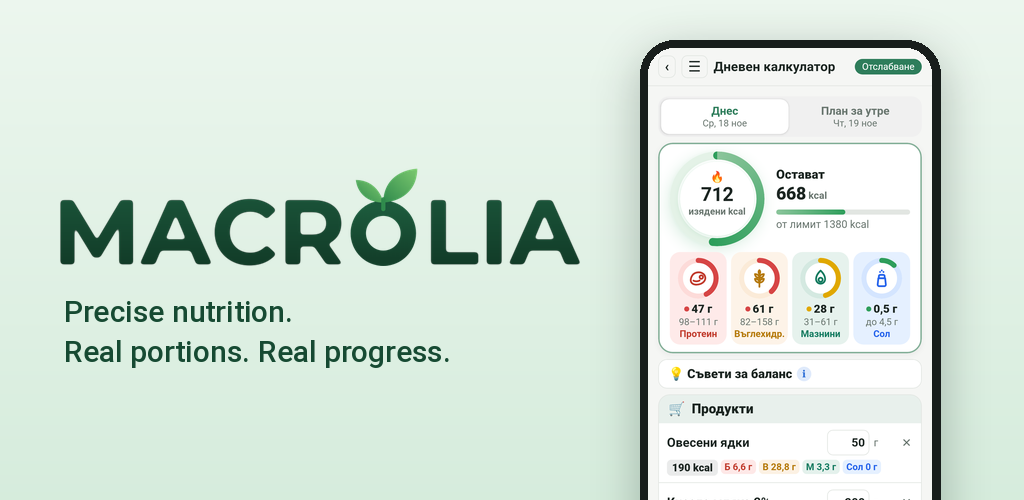 MACROLIA
Precise nutrition.
Real portions. Real progress.
‹ ☰ Дневен калкулатор Отслабване
Днес
Ср, 18 ное
План за утре
Чт, 19 ное
712
изядени kcal
Остават
668 kcal
от лимит 1380 kcal
47 г
98–111 г
Протеин
61 г
82–158 г
Въглехидр.
28 г
31–61 г
Мазнини
0,5 г
до 4,5 г
Сол
Съвети за баланс i
Продукти
Овесени ядки 50 г ✕
190 kcal Б 6,6 г В 28,8 г М 3,3 г Сол 0 г